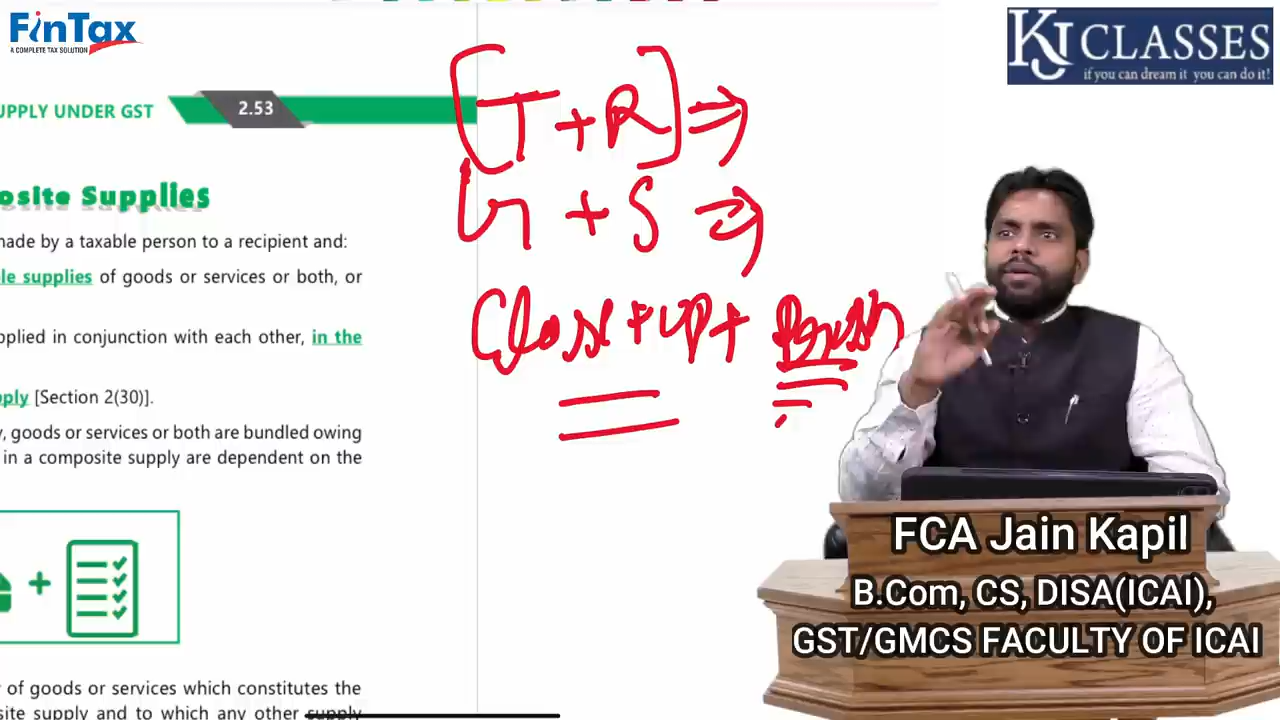 FinTax
A COMPLETE TAX SOLUTION
KJ CLASSES
if you can dream it you can do it!
UPPLY UNDER GST
2.53
osite Supplies
made by a taxable person to a recipient and:
le supplies of goods or services or both, or
pplied in conjunction with each other, in the
ply [Section 2(30)].
y, goods or services or both are bundled owing
in a composite supply are dependent on the
+
y of goods or services which constitutes the
site supply and to which any other supply
[T + R] ⇒
G + S ⇒
Close + up + Brush
FCA Jain Kapil
B.Com, CS, DISA(ICAI),
GST/GMCS FACULTY OF ICAI